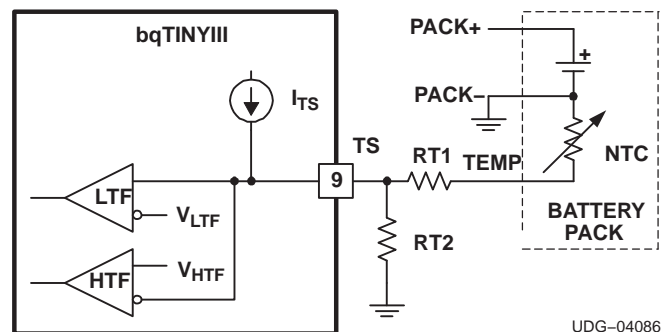 bqTINYIII
PACK+
+
I_TS
PACK–
TS
RT1
TEMP
NTC
9
LTF
V_LTF
BATTERY
PACK
RT2
HTF
V_HTF
UDG–04086